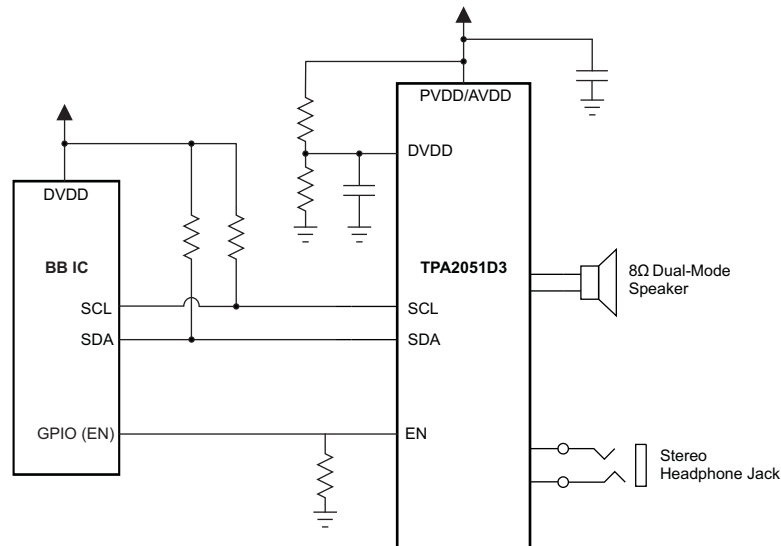 PVDD/AVDD
DVDD
DVDD
BB IC
TPA2051D3
8Ω Dual-Mode
Speaker
SCL
SCL
SDA
SDA
GPIO (EN)
EN
Stereo
Headphone Jack